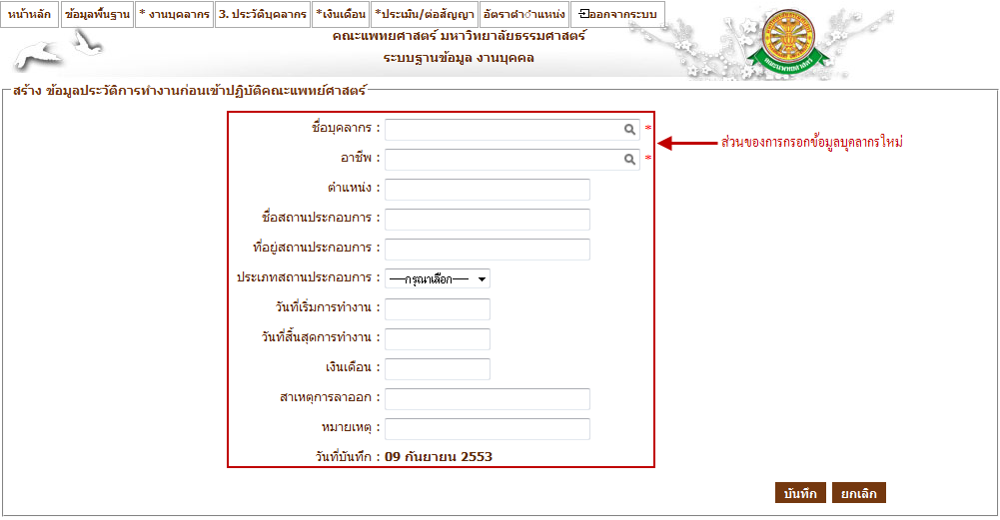 หน้าหลัก ข้อมูลพื้นฐาน * งานบุคลากร 3. ประวัติบุคลากร *เงินเดือน *ประเมิน/ต่อสัญญา อัตราตำแหน่ง ออกจากระบบ
คณะแพทยศาสตร์ มหาวิทยาลัยธรรมศาสตร์
ระบบฐานข้อมูล งานบุคคล
คณะแพทยศาสตร์
สร้าง ข้อมูลประวัติการทำงานก่อนเข้าปฏิบัติคณะแพทย์ศาสตร์
ชื่อบุคลากร : *
ส่วนของการกรอกข้อมูลบุคลากรใหม่
อาชีพ : *
ตำแหน่ง :
ชื่อสถานประกอบการ :
ที่อยู่สถานประกอบการ :
ประเภทสถานประกอบการ : ----กรุณาเลือก----
วันที่เริ่มการทำงาน :
วันที่สิ้นสุดการทำงาน :
เงินเดือน :
สาเหตุการลาออก :
หมายเหตุ :
วันที่บันทึก : 09 กันยายน 2553
บันทึก ยกเลิก